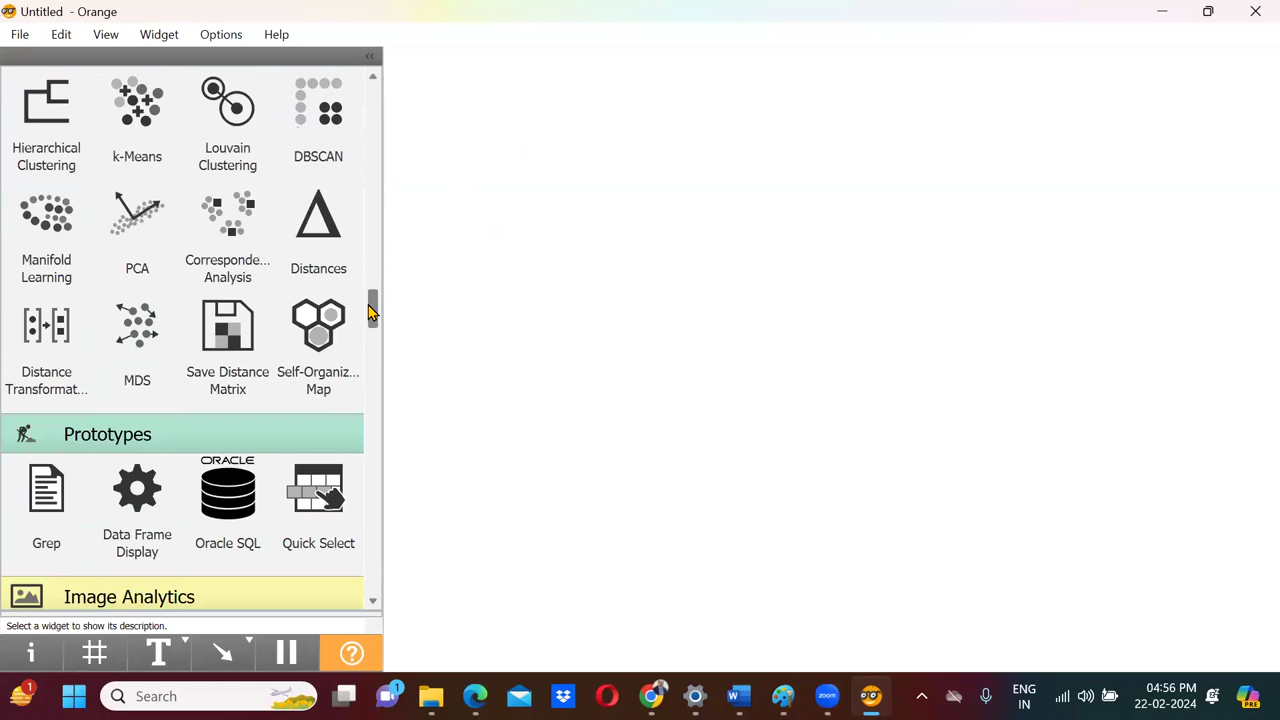 Untitled - Orange
File Edit View Widget Options Help
Hierarchical Clustering
k-Means
Louvain Clustering
DBSCAN
Manifold Learning
PCA
Corresponde... Analysis
Distances
Distance Transformat...
MDS
Save Distance Matrix
Self-Organiz... Map
Prototypes
Grep
Data Frame Display
ORACLE
Oracle SQL
Quick Select
Image Analytics
Select a widget to show its description.
Search
ENG
IN
04:56 PM
22-02-2024